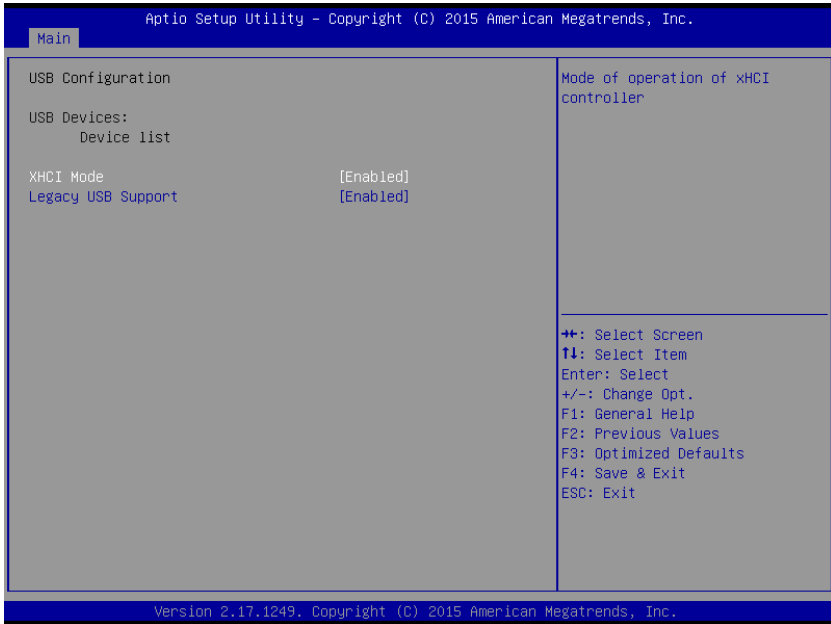 Aptio Setup Utility – Copyright (C) 2015 American Megatrends, Inc.
Main
USB Configuration
USB Devices:
Device list
XHCI Mode [Enabled]
Legacy USB Support [Enabled]
Mode of operation of xHCI
controller
→←: Select Screen
↑↓: Select Item
Enter: Select
+/-: Change Opt.
F1: General Help
F2: Previous Values
F3: Optimized Defaults
F4: Save & Exit
ESC: Exit
Version 2.17.1249. Copyright (C) 2015 American Megatrends, Inc.